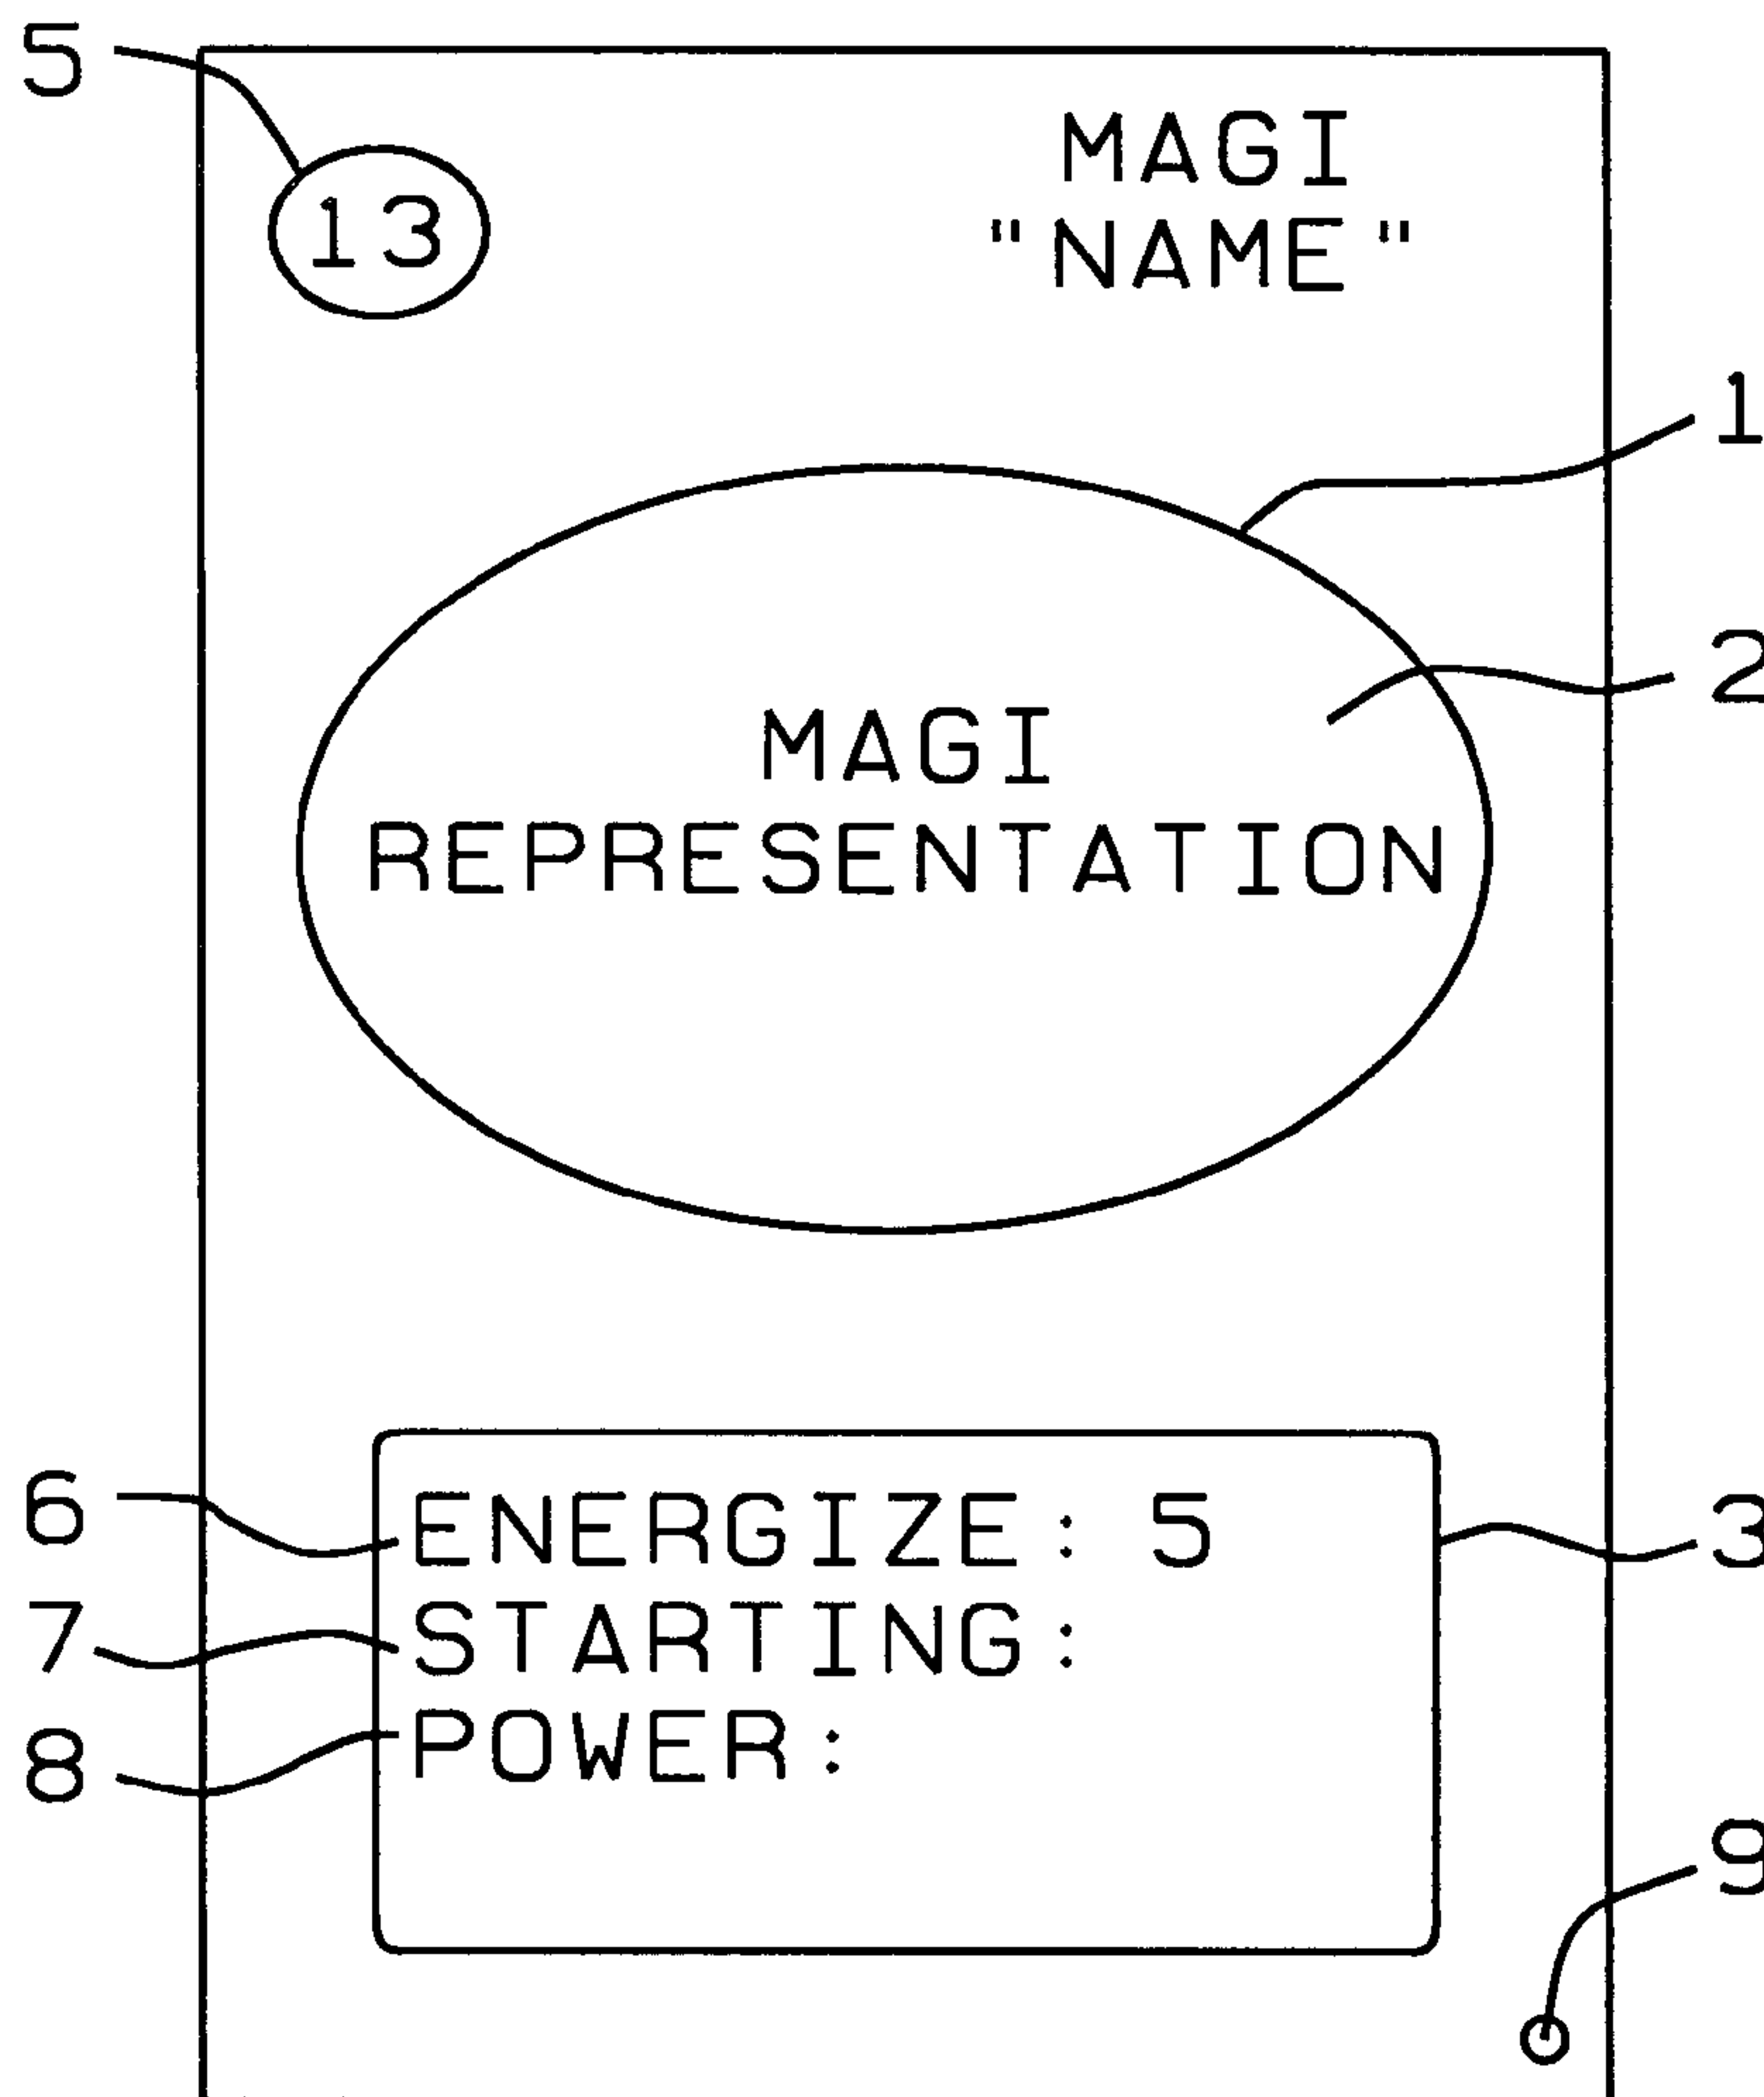 5
MAGI
13
"NAME"
1
2
MAGI
REPRESENTATION
6
ENERGIZE: 5
3
7
STARTING:
8
POWER:
9